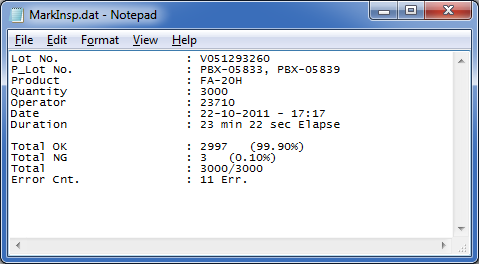 MarkInsp.dat - Notepad
File Edit Format View Help
Lot No. : V051293260
P_Lot No. : PBX-05833, PBX-05839
Product : FA-20H
Quantity : 3000
Operator : 23710
Date : 22-10-2011 - 17:17
Duration : 23 min 22 sec Elapse
Total OK : 2997 (99.90%)
Total NG : 3 (0.10%)
Total : 3000/3000
Error Cnt. : 11 Err.